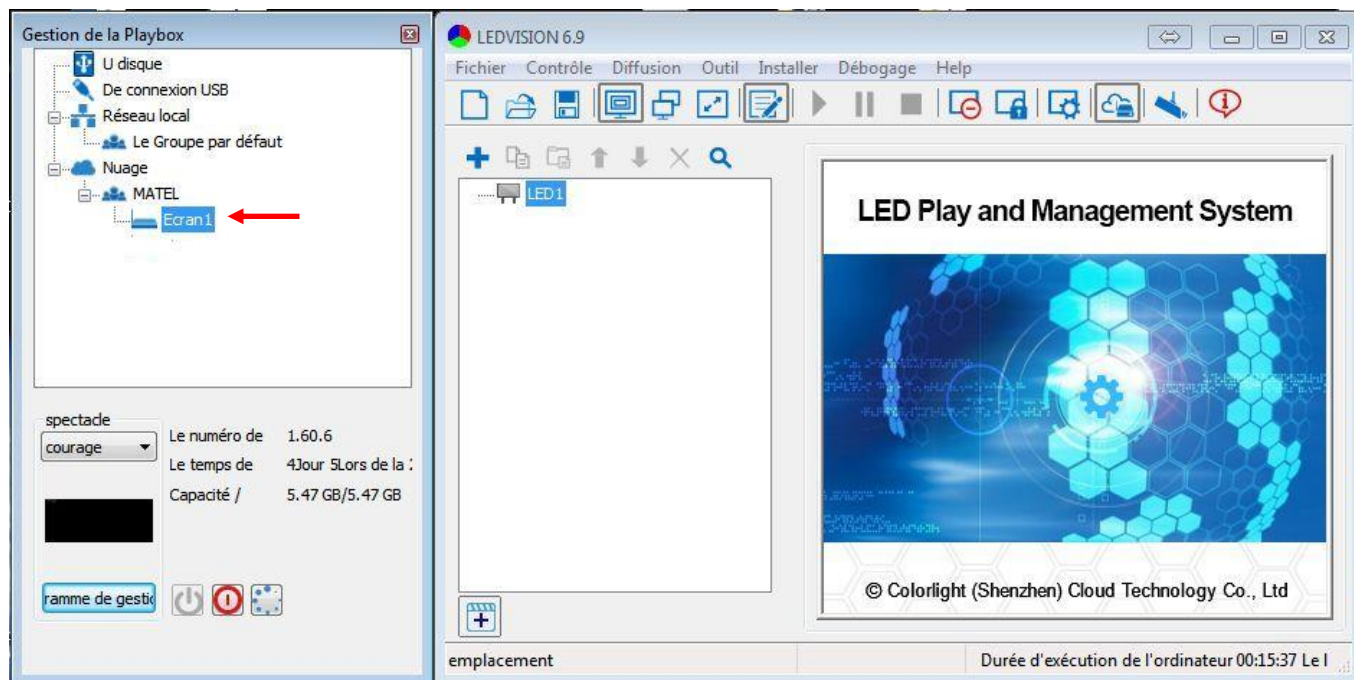 Gestion de la Playbox
U disque
De connexion USB
Réseau local
Le Groupe par défaut
Nuage
MATEL
Ecran1
spectacle
courage
Le numéro de 1.60.6
Le temps de 4Jour 5Lors de la 2
Capacité / 5.47 GB/5.47 GB
ramme de gestio
LEDVISION 6.9
Fichier Contrôle Diffusion Outil Installer Débogage Help
LED1
LED Play and Management System
© Colorlight (Shenzhen) Cloud Technology Co., Ltd
emplacement
Durée d'exécution de l'ordinateur 00:15:37 Le l